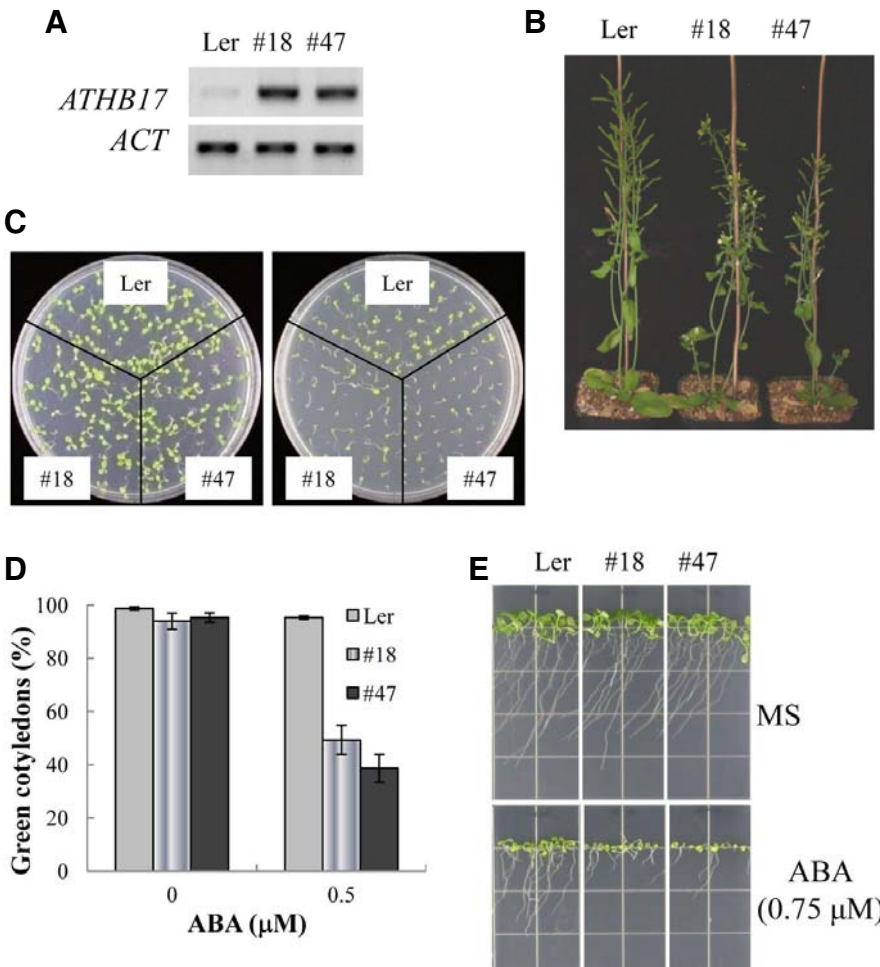 A
Ler #18 #47
ATHB17
ACT
B
Ler #18 #47
C
Ler
#18
#47
Ler
#18
#47
D
Green cotyledons (%)
100
80
60
40
20
0
Ler
#18
#47
0 0.5
ABA (μM)
E
Ler #18 #47
MS
ABA
(0.75 μM)